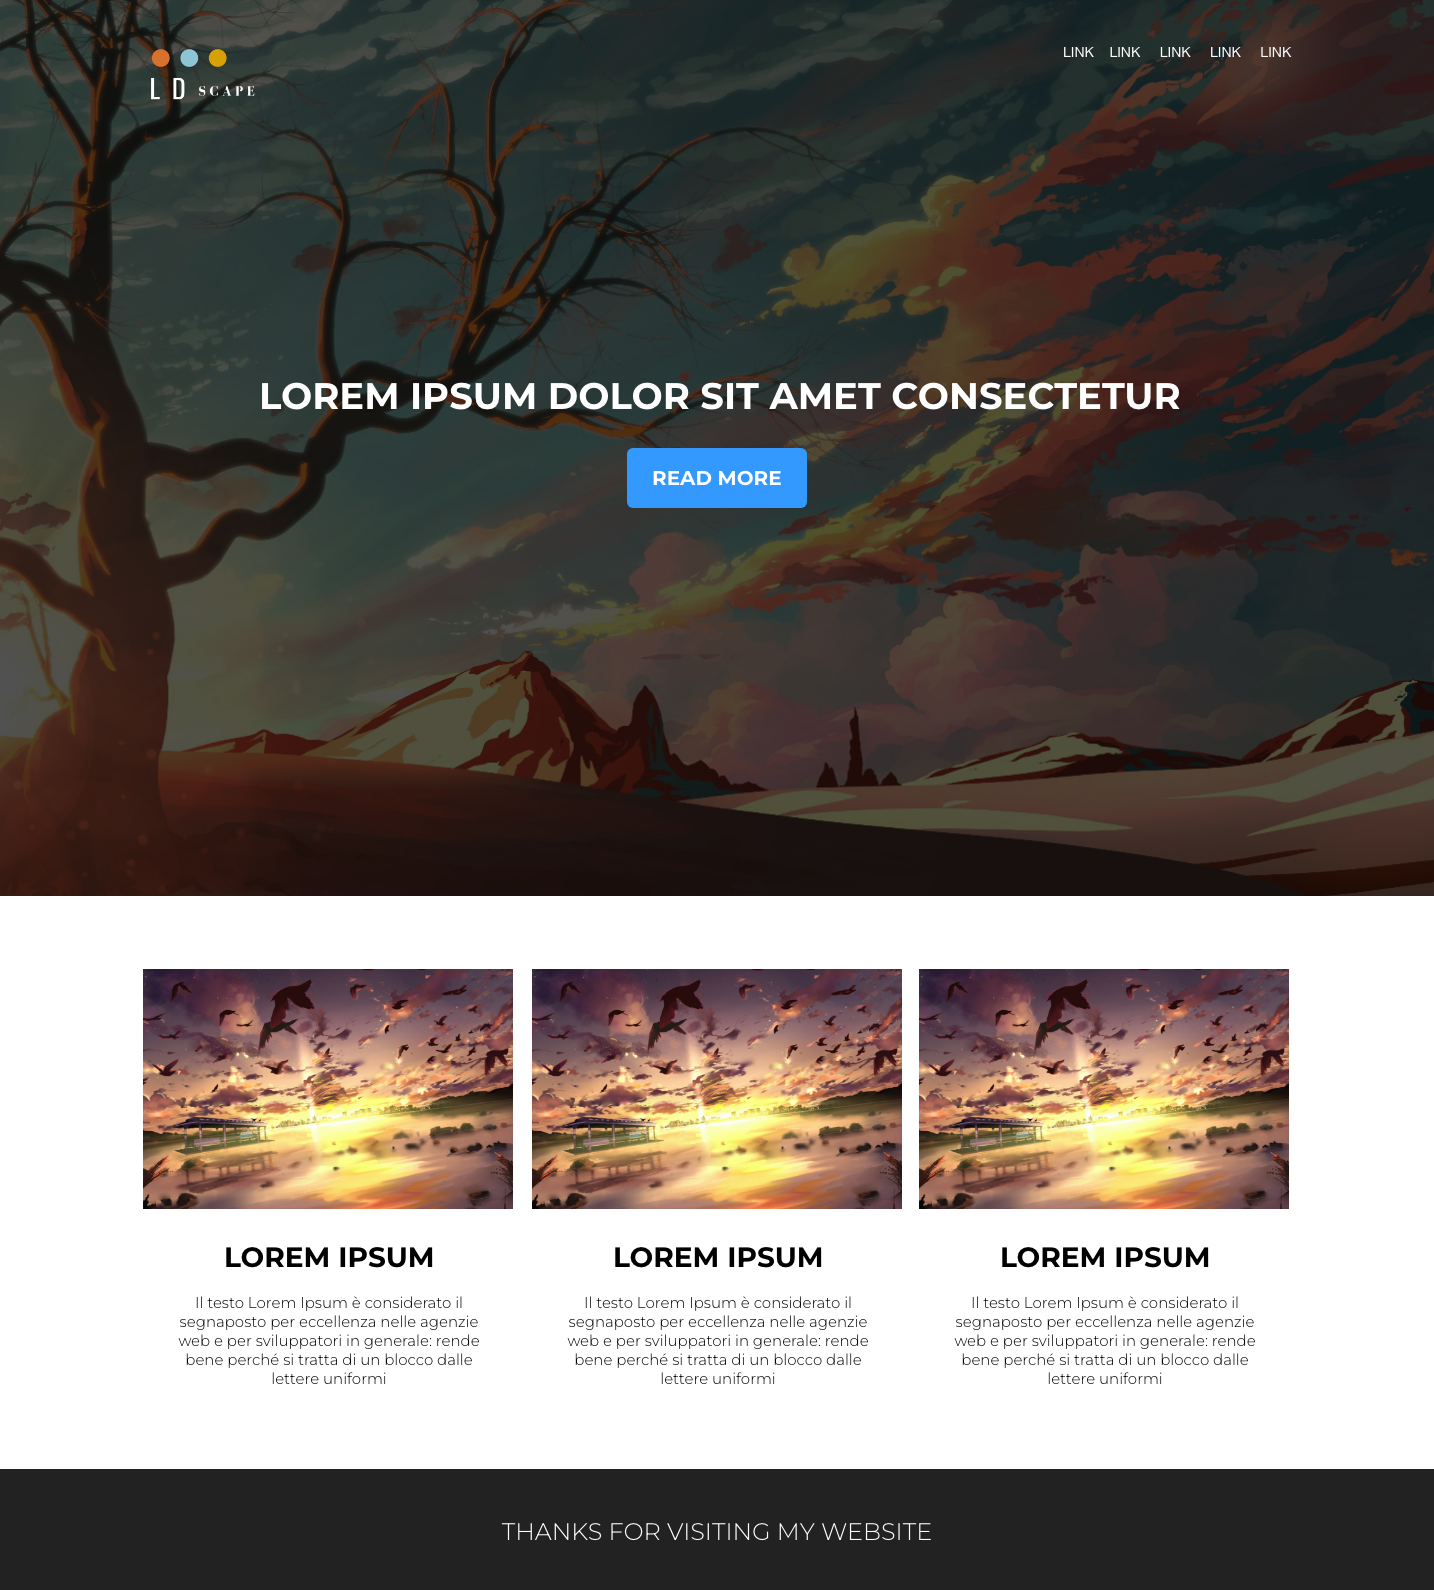 L D SCAPE
LINK LINK LINK LINK LINK
LOREM IPSUM DOLOR SIT AMET CONSECTETUR
READ MORE
LOREM IPSUM
Il testo Lorem Ipsum è considerato il
segnaposto per eccellenza nelle agenzie
web e per sviluppatori in generale: rende
bene perché si tratta di un blocco dalle
lettere uniformi
LOREM IPSUM
Il testo Lorem Ipsum è considerato il
segnaposto per eccellenza nelle agenzie
web e per sviluppatori in generale: rende
bene perché si tratta di un blocco dalle
lettere uniformi
LOREM IPSUM
Il testo Lorem Ipsum è considerato il
segnaposto per eccellenza nelle agenzie
web e per sviluppatori in generale: rende
bene perché si tratta di un blocco dalle
lettere uniformi
THANKS FOR VISITING MY WEBSITE